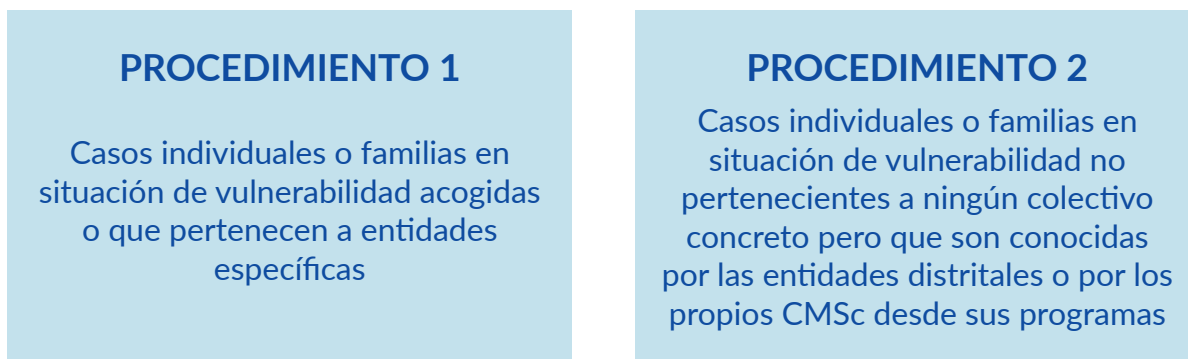 PROCEDIMIENTO 1
Casos individuales o familias en
situación de vulnerabilidad acogidas
o que pertenecen a entidades
específicas
PROCEDIMIENTO 2
Casos individuales o familias en
situación de vulnerabilidad no
pertenecientes a ningún colectivo
concreto pero que son conocidas
por las entidades distritales o por los
propios CMSc desde sus programas